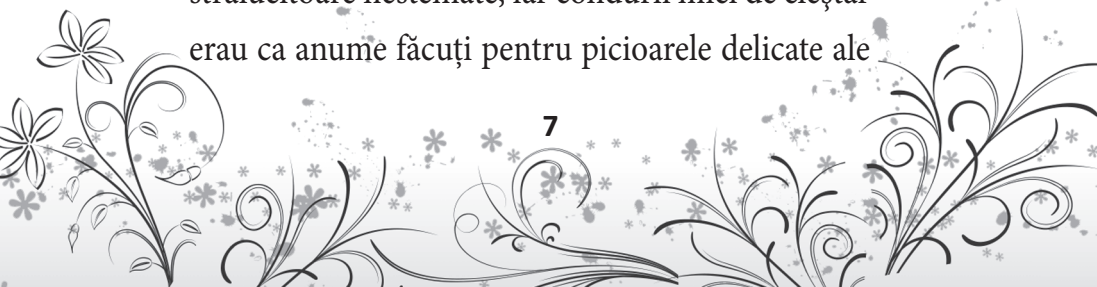 strălucitoare nestemate, iar condurii mici de cleștar
erau ca anume făcuți pentru picioarele delicate ale
7